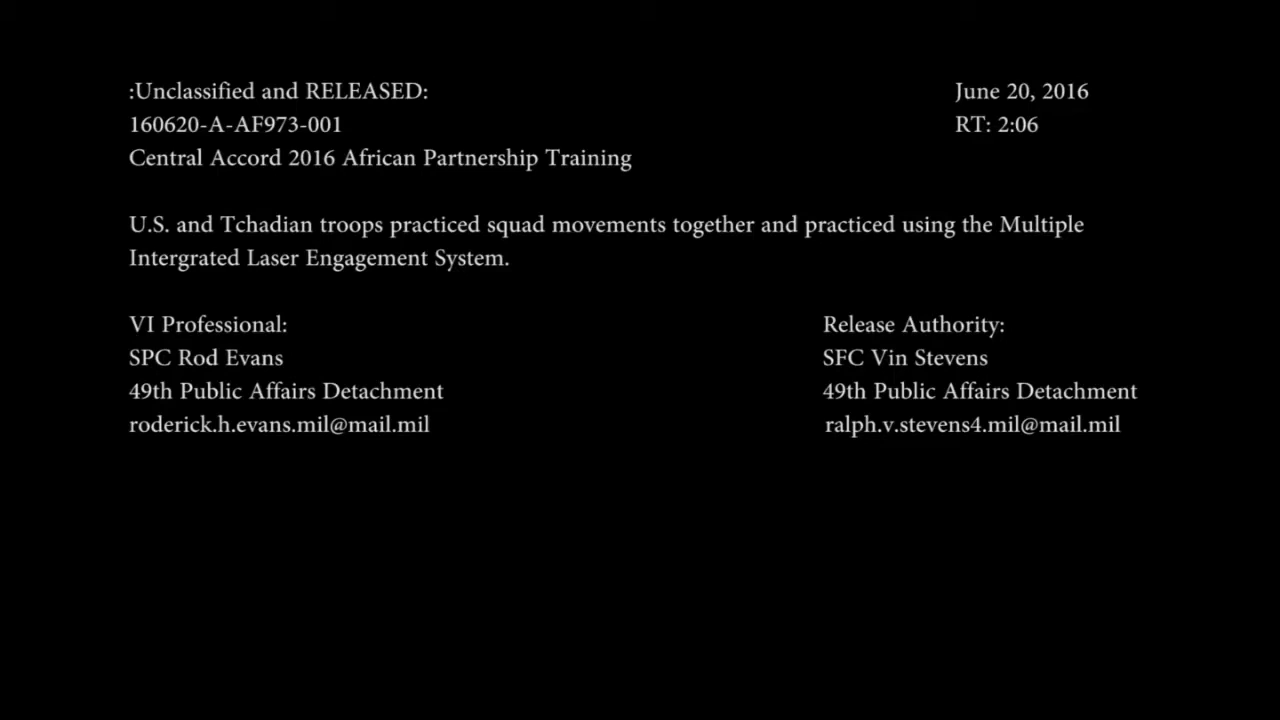 :Unclassified and RELEASED:
June 20, 2016
160620-A-AF973-001
RT: 2:06
Central Accord 2016 African Partnership Training
U.S. and Tchadian troops practiced squad movements together and practiced using the Multiple
Intergrated Laser Engagement System.
VI Professional:
SPC Rod Evans
49th Public Affairs Detachment
roderick.h.evans.mil@mail.mil
Release Authority:
SFC Vin Stevens
49th Public Affairs Detachment
ralph.v.stevens4.mil@mail.mil